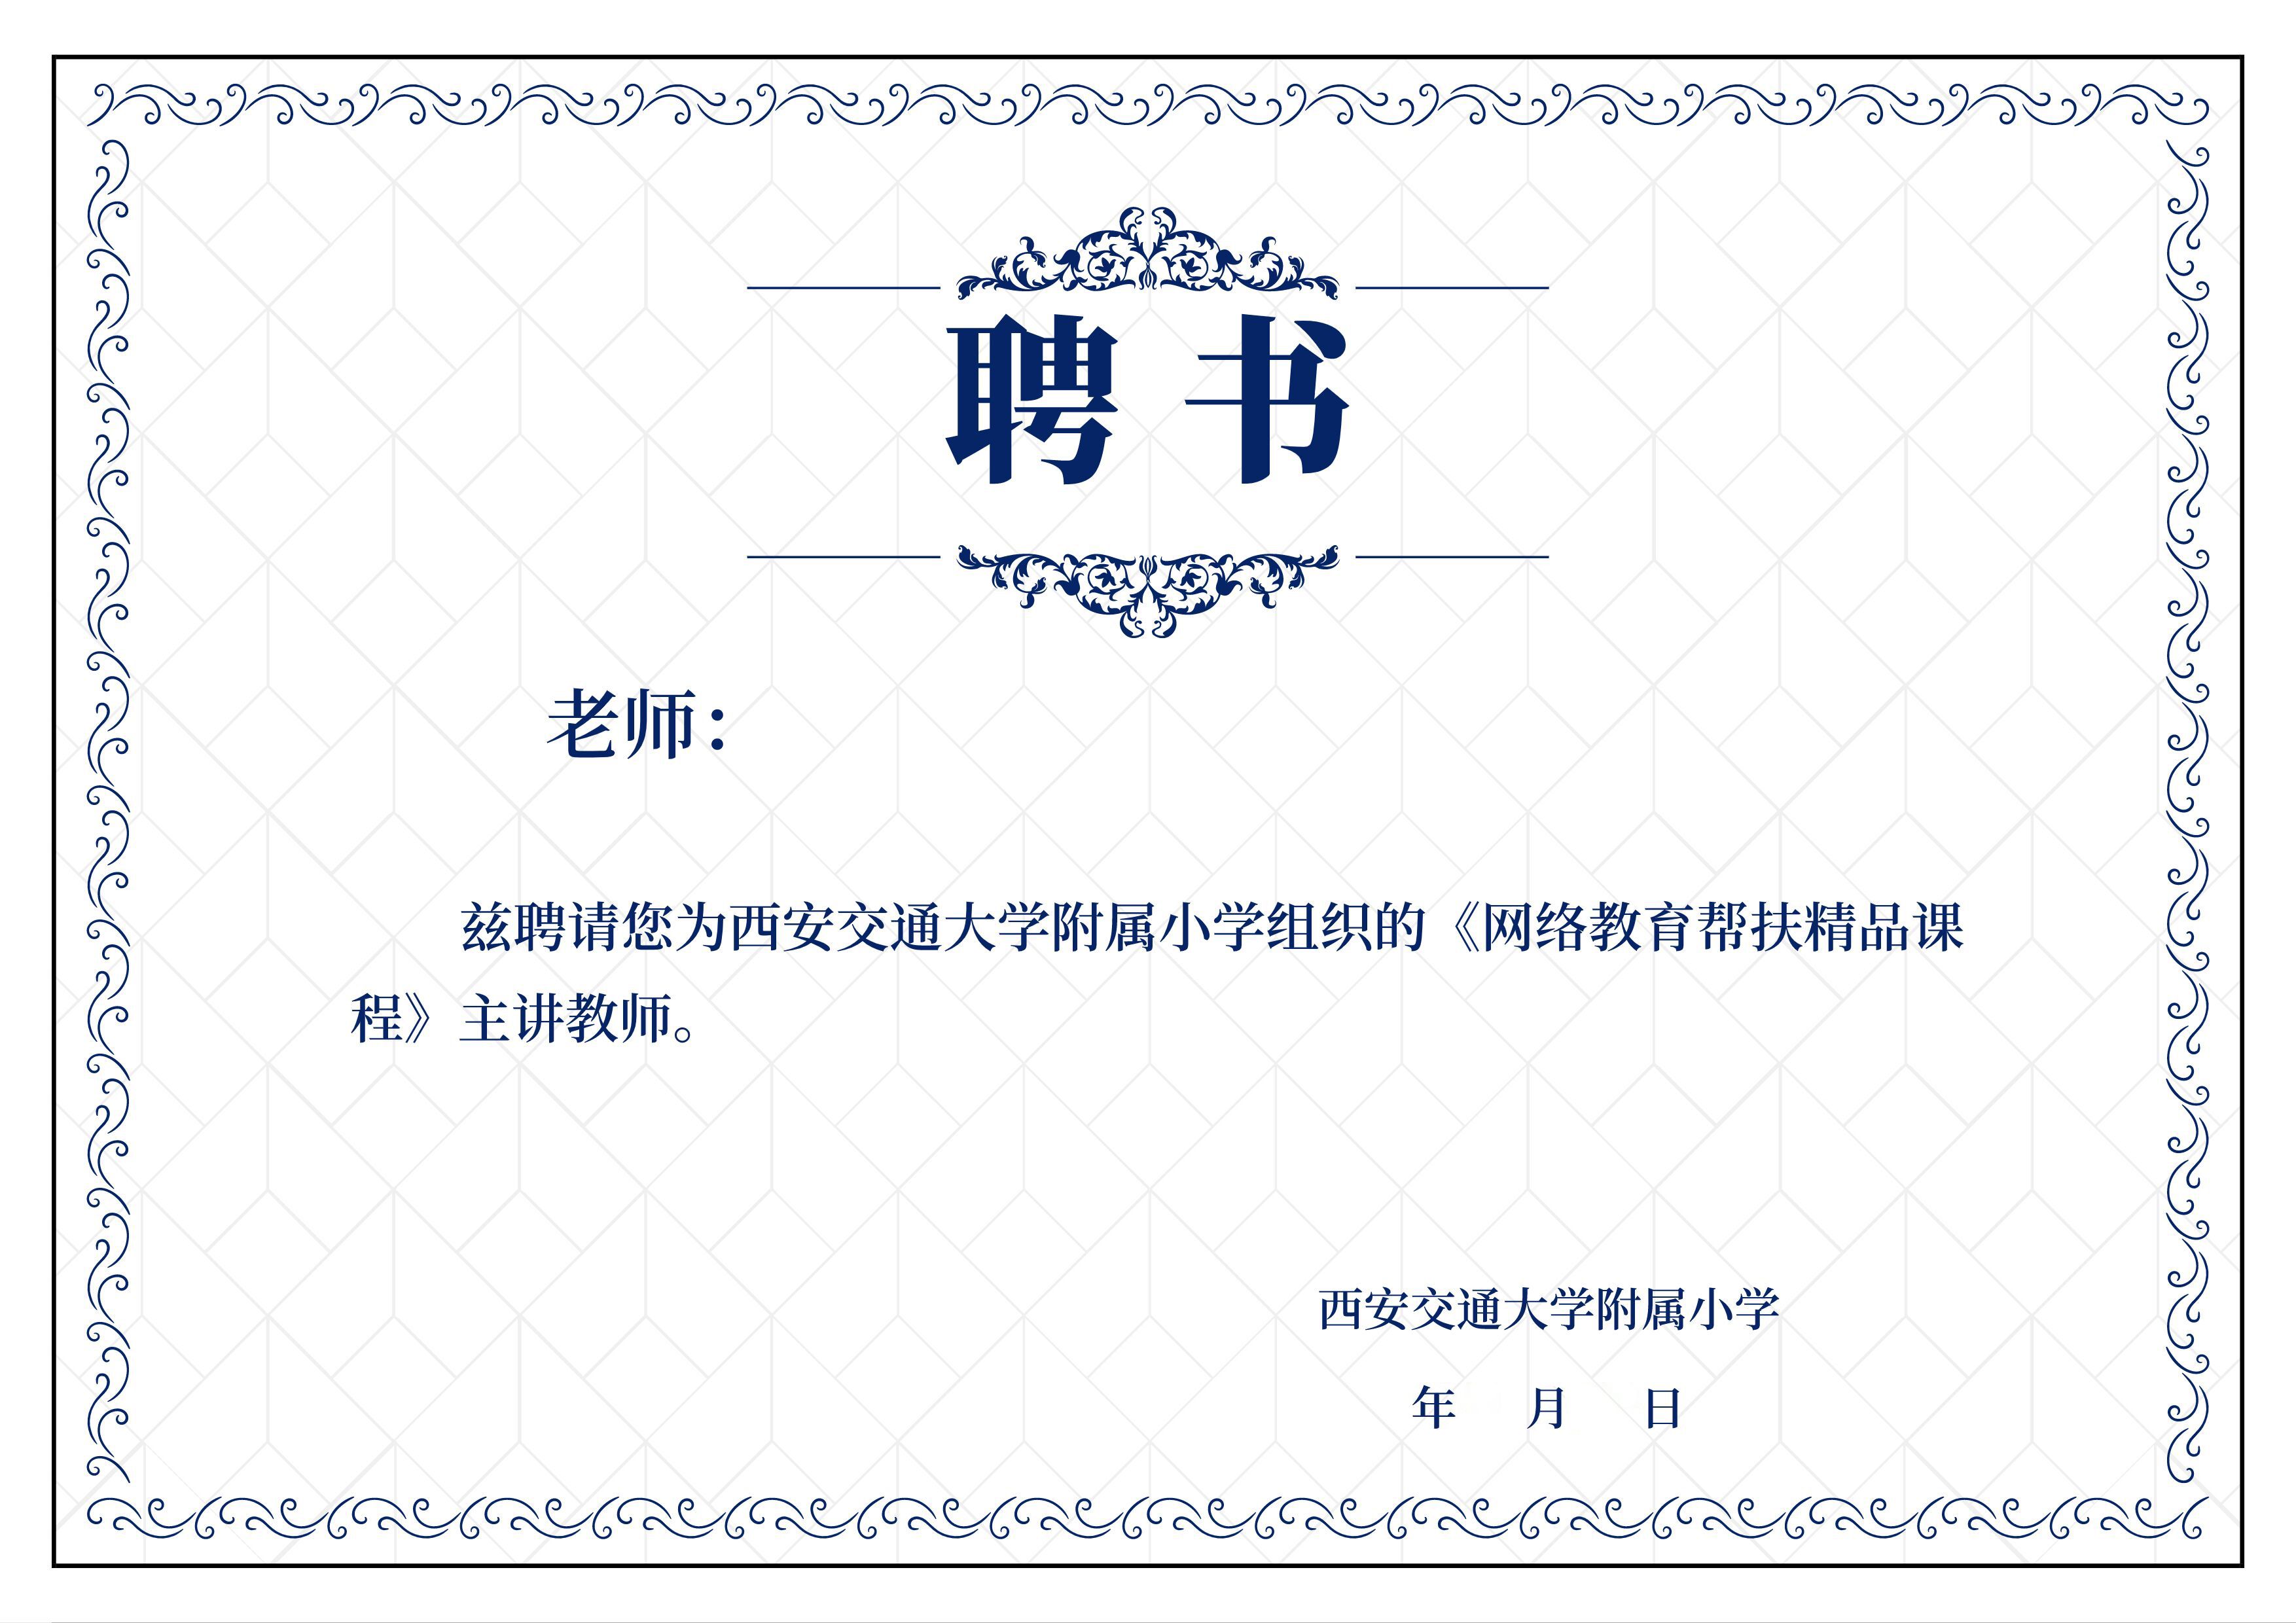 聘书
老师：
兹聘请您为西安交通大学附属小学组织的《网络教育帮扶精品课
程》主讲教师。
西安交通大学附属小学
年 月 日